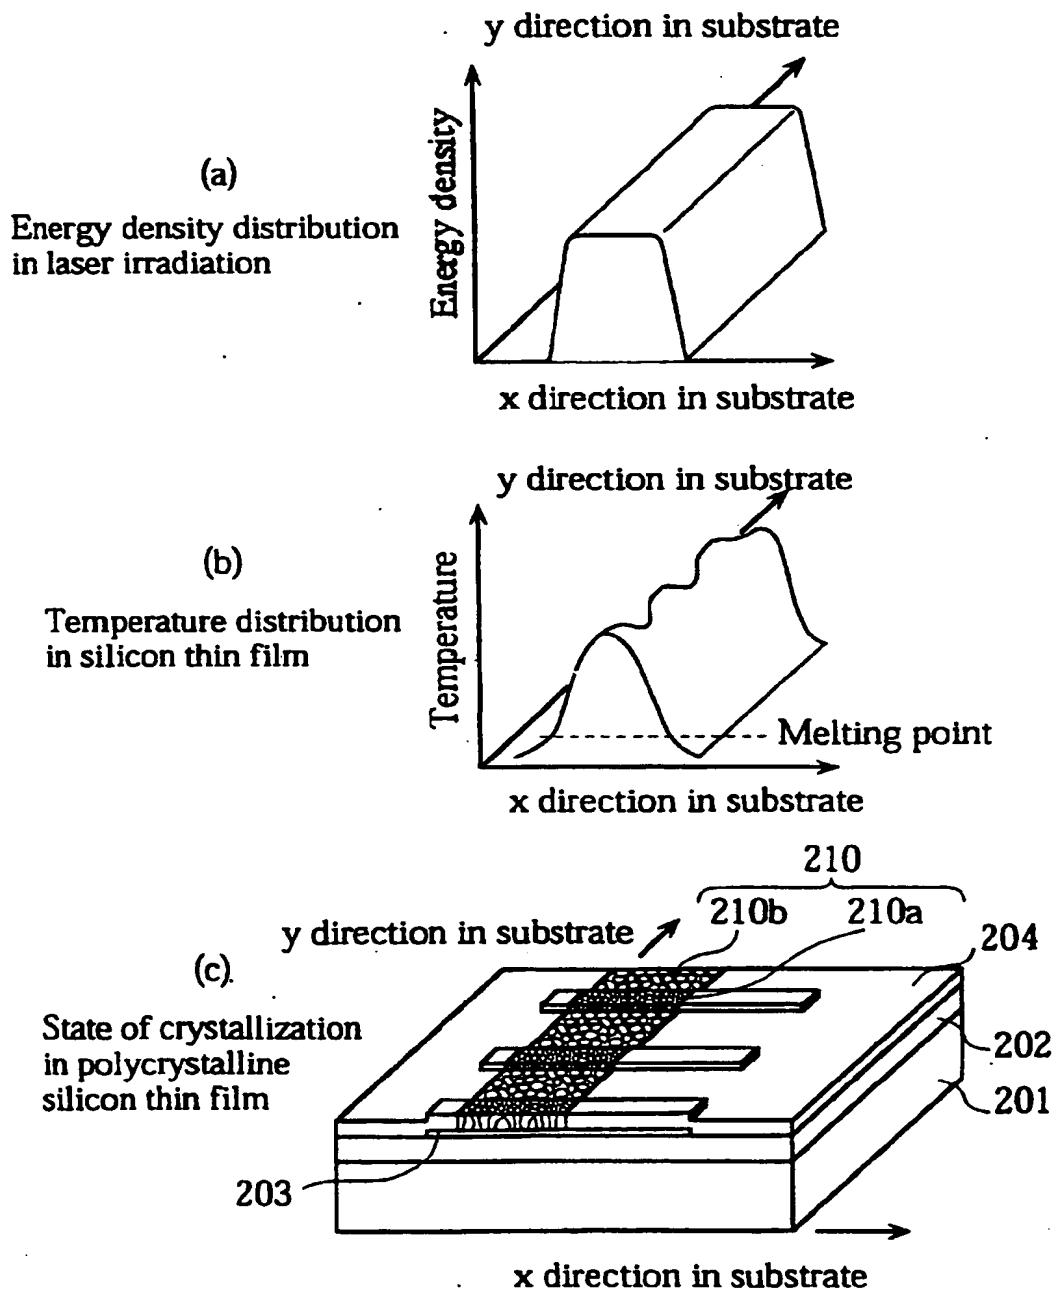 y direction in substrate
(a)
Energy density distribution
in laser irradiation
Energy density
x direction in substrate
y direction in substrate
(b)
Temperature distribution
in silicon thin film
Temperature
Melting point
x direction in substrate
210
210b
210a
y direction in substrate
204
(c)
State of crystallization
in polycrystalline
silicon thin film
202
201
203
x direction in substrate